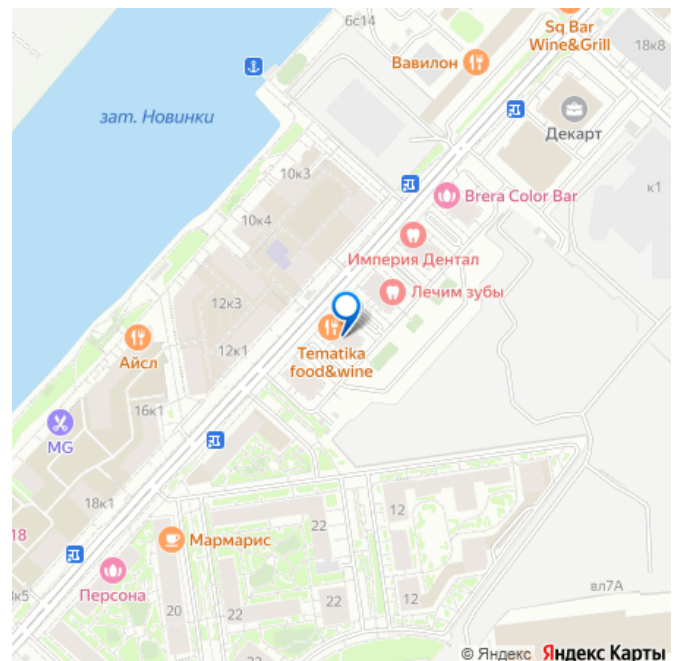 6с14
Sq Bar
Wine&Grill
18к8
Вавилон
зат. Новинки
Декарт
10к3
к1
Brera Color Bar
10к4
Империя Дентал
Лечим зубы
12к3
Tematika
food&wine
12к1
Айсл
16к1
MG
18к1
12
22
18
Мармарис
22
вл7А
Персона
к5
20
22
22
12
22
© Яндекс Яндекс Карты